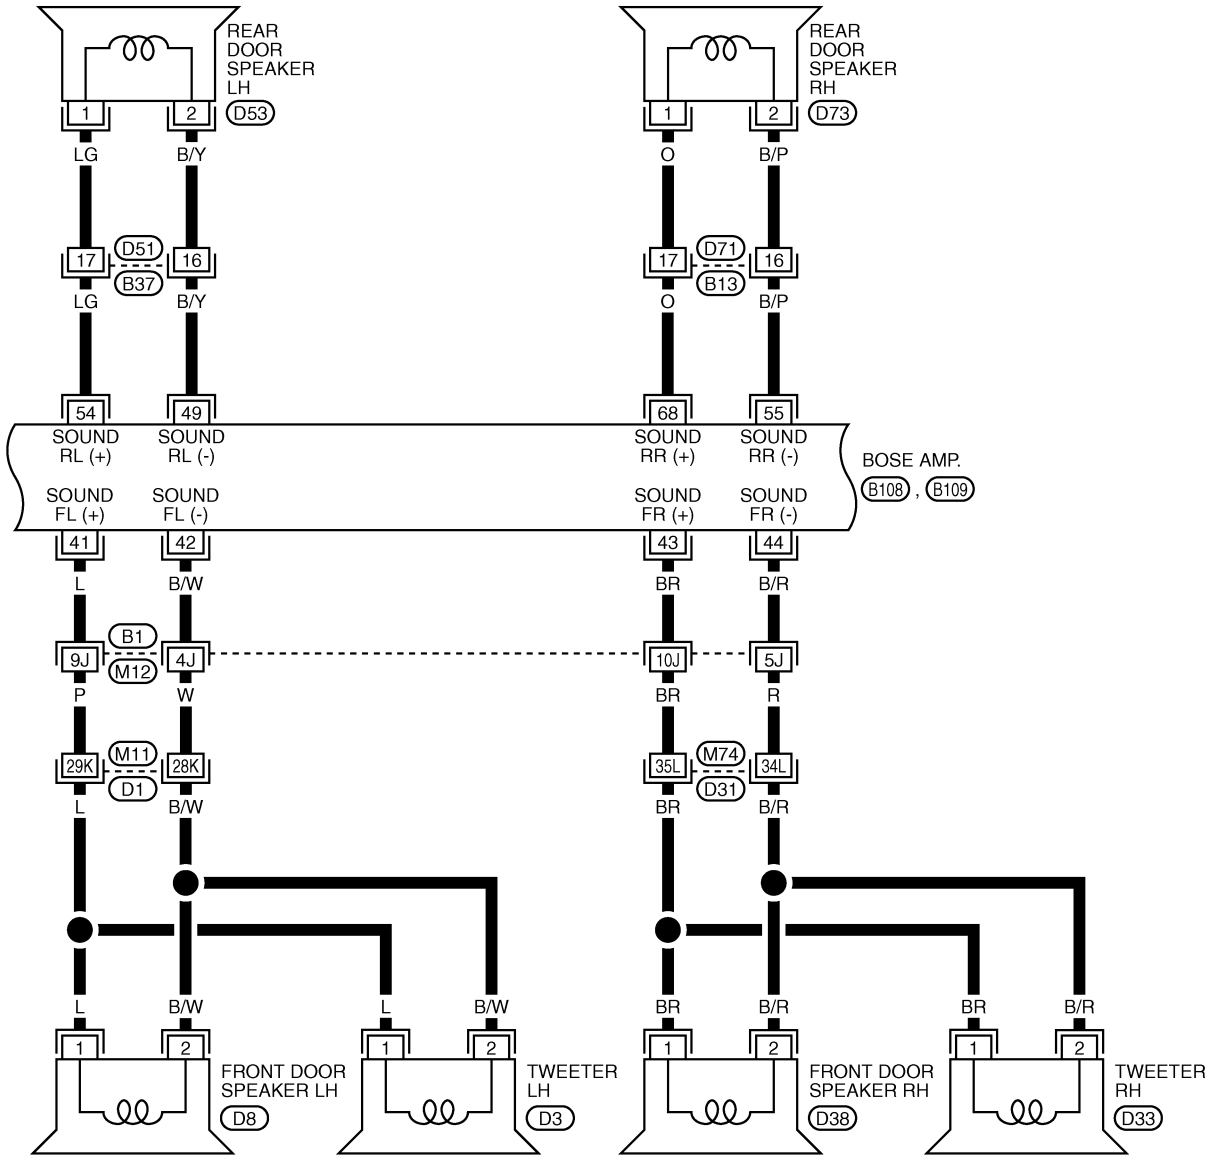 REAR
DOOR
SPEAKER
LH
D53
REAR
DOOR
SPEAKER
RH
D73
1 2 1 2
LG B/Y O B/P
17 D51 16 17 D71 16
B37 B13
LG B/Y O B/P
54 49 68 55
SOUND RL (+)
SOUND RL (-)
SOUND RR (+)
SOUND RR (-)
BOSE AMP.
B108 , B109
SOUND FL (+)
SOUND FL (-)
SOUND FR (+)
SOUND FR (-)
41 42 43 44
L B/W BR B/R
B1
9J 4J 10J 5J
M12
P W BR R
M11 M74
29K 28K 35L 34L
D1 D31
L B/W BR B/R
L B/W L B/W BR B/R BR B/R
1 2 1 2 1 2 1 2
FRONT DOOR
SPEAKER LH
D8
TWEETER
LH
D3
FRONT DOOR
SPEAKER RH
D38
TWEETER
RH
D33